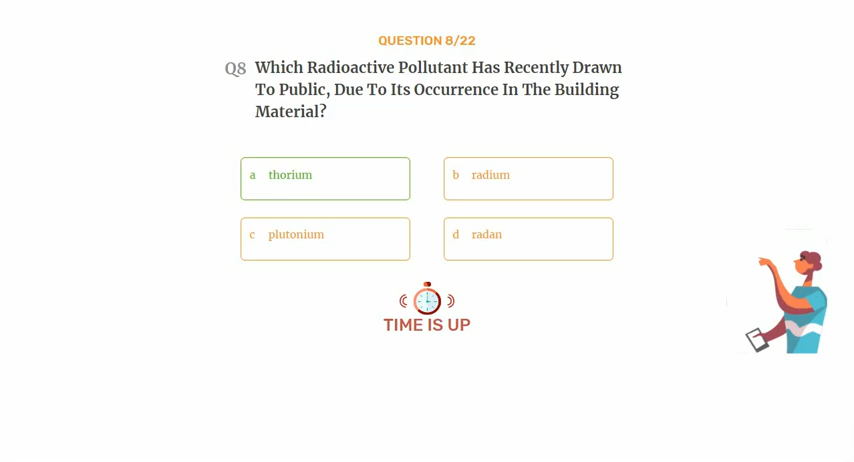 QUESTION 8/22
Q8 Which Radioactive Pollutant Has Recently Drawn
To Public, Due To Its Occurrence In The Building
Material?
a thorium
b radium
c plutonium
d radan
TIME IS UP